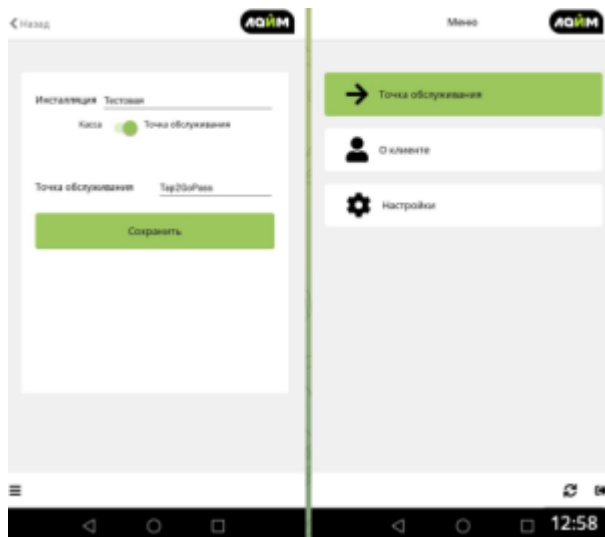 Назад
лайм
Инсталляция Тестовая
Касса Точка обслуживания
Точка обслуживания Tap2GoPass
Сохранить
Меню
лайм
Точка обслуживания
О клиенте
Настройки
12:58